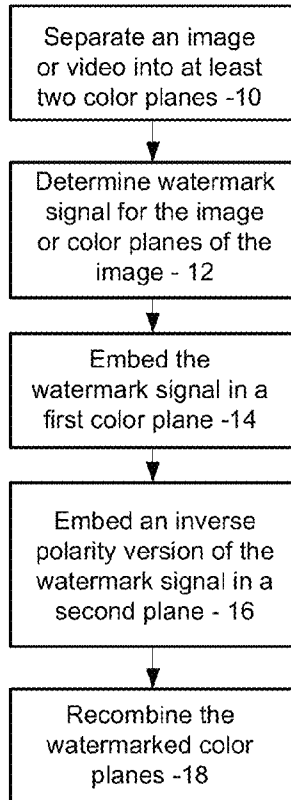 Separate an image
or video into at least
two color planes -10
Determine watermark
signal for the image
or color planes of the
image - 12
Embed the
watermark signal in a
first color plane -14
Embed an inverse
polarity version of the
watermark signal in a
second plane - 16
Recombine the
watermarked color
planes -18